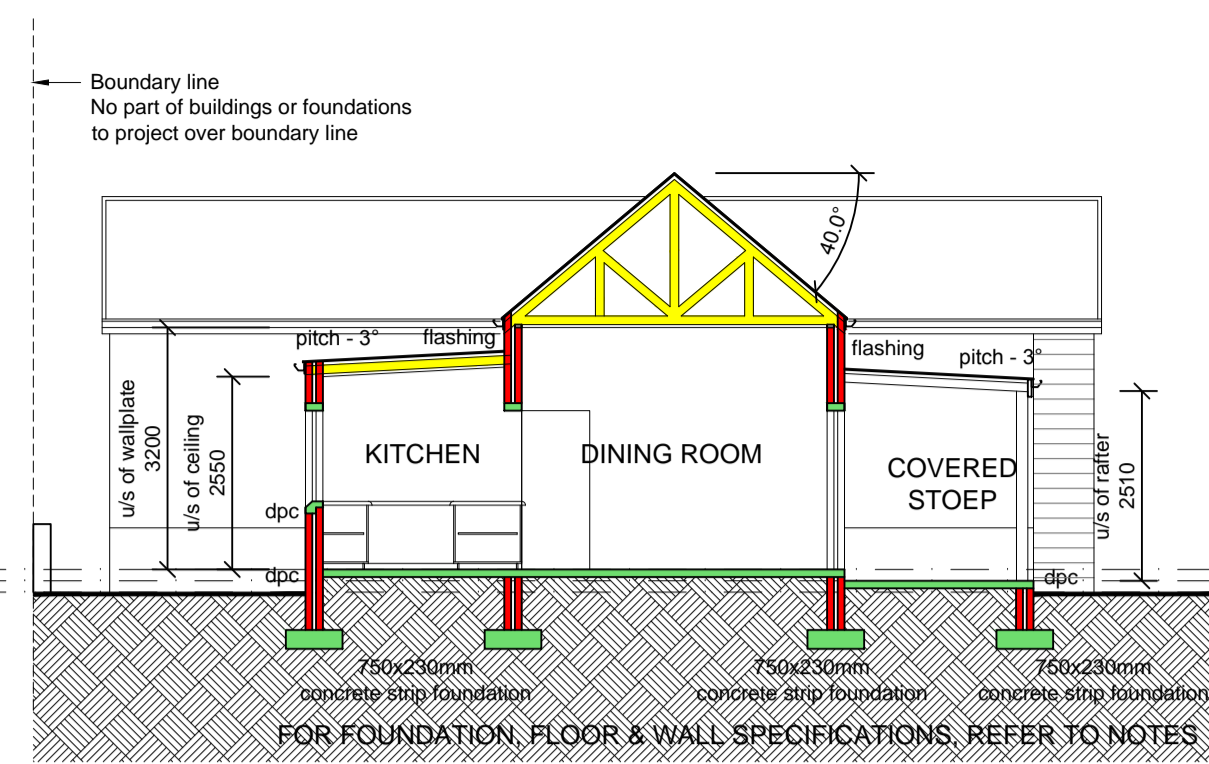 Boundary line
No part of buildings or foundations
to project over boundary line
40.0°
pitch - 3°
flashing
flashing
pitch - 3°
u/s of wallplate
3200
u/s of ceiling
2550
KITCHEN
DINING ROOM
COVERED
STOEP
u/s of rafter
2510
dpc
dpc
dpc
750x230mm
concrete strip foundation
750x230mm
concrete strip foundation
750x230mm
concrete strip foundation
FOR FOUNDATION, FLOOR & WALL SPECIFICATIONS, REFER TO NOTES